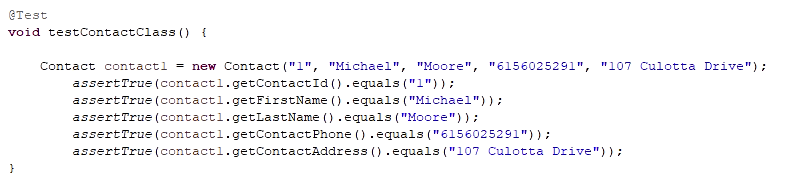 @Test
void testContactClass() {
Contact contact1 = new Contact("1", "Michael", "Moore", "6156025291", "107 Culotta Drive");
assertTrue(contact1.getContactId().equals("1"));
assertTrue(contact1.getFirstName().equals("Michael"));
assertTrue(contact1.getLastName().equals("Moore"));
assertTrue(contact1.getContactPhone().equals("6156025291"));
assertTrue(contact1.getContactAddress().equals("107 Culotta Drive"));
}